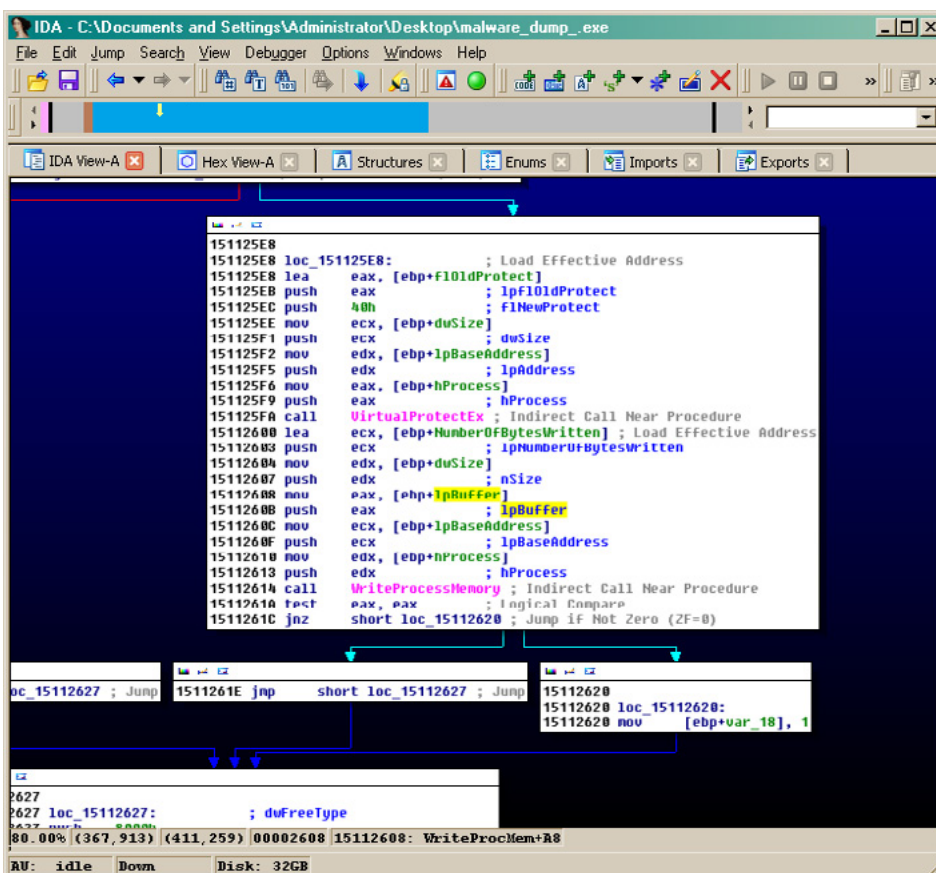 IDA - C:\Documents and Settings\Administrator\Desktop\malware_dump_.exe
File Edit Jump Search View Debugger Options Windows Help
IDA View-A Hex View-A Structures Enums Imports Exports
151125E8
151125E8 loc_151125E8: ; Load Effective Address
151125E8 lea eax, [ebp+flOldProtect]
151125EB push eax ; lpflOldProtect
151125EC push 40h ; flNewProtect
151125EE mov ecx, [ebp+dwSize]
151125F1 push ecx ; dwSize
151125F2 mov edx, [ebp+lpBaseAddress]
151125F5 push edx ; lpAddress
151125F6 mov eax, [ebp+hProcess]
151125F9 push eax ; hProcess
151125FA call VirtualProtectEx ; Indirect Call Near Procedure
15112600 lea ecx, [ebp+NumberOfBytesWritten] ; Load Effective Address
15112603 push ecx ; lpNumberOfBytesWritten
15112604 mov edx, [ebp+dwSize]
15112607 push edx ; nSize
15112608 mov eax, [ebp+lpBuffer]
1511260B push eax ; lpBuffer
1511260C mov ecx, [ebp+lpBaseAddress]
1511260F push ecx ; lpBaseAddress
15112610 mov edx, [ebp+hProcess]
15112613 push edx ; hProcess
15112614 call WriteProcessMemory ; Indirect Call Near Procedure
1511261A test eax, eax ; Logical Compare
1511261C jnz short loc_15112620 ; Jump if Not Zero (ZF=0)
oc_15112627 ; Jump
1511261E jmp short loc_15112627 ; Jump
15112620
15112620 loc_15112620:
15112620 mov [ebp+var_18], 1
2627
2627 loc_15112627: ; dwFreeType
2627 push 8000h
80.00% (367,913) (411,259) 00002608 15112608: WriteProcMem+A8
AU: idle Down Disk: 32GB